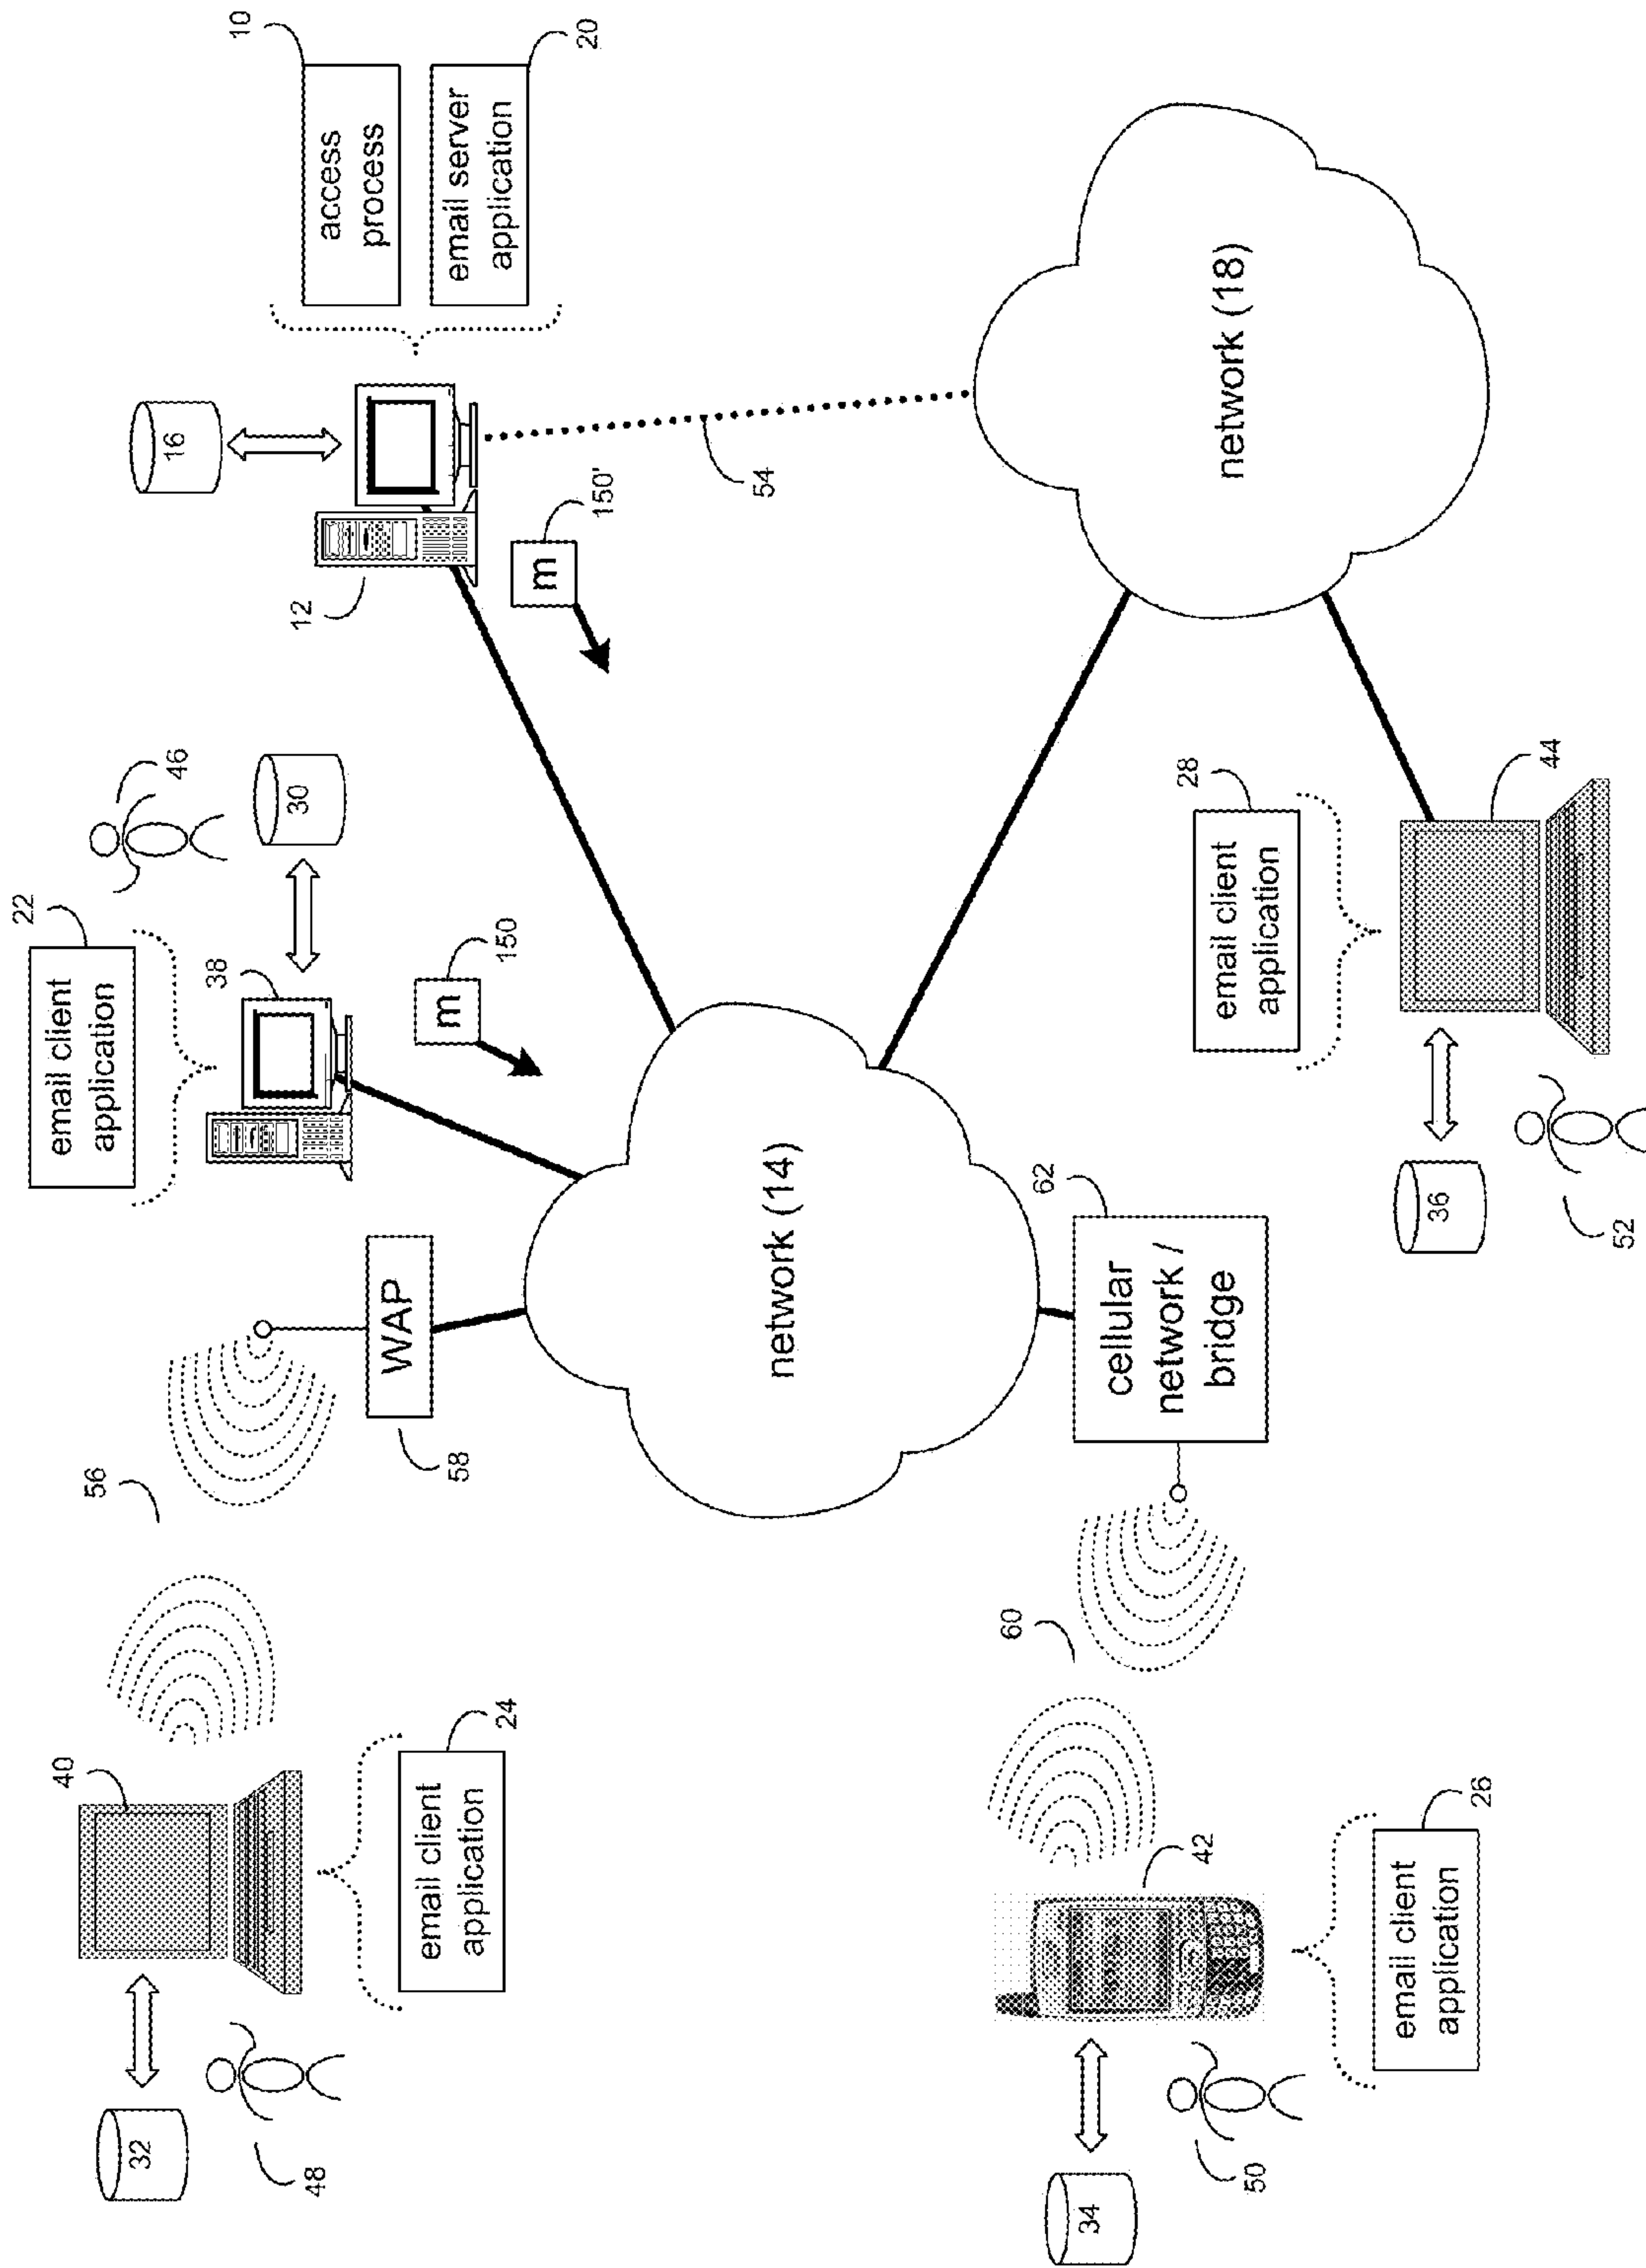 22
email client
application
40
56
46
32
16
10
access
process
30
38
48
12
email server
application
20
WAP
58
email client
application
24
m
150
m
150'
54
network (14)
60
62
34
cellular
network /
bridge
42
50
network (18)
28
email client
application
email client
application
26
36
44
52